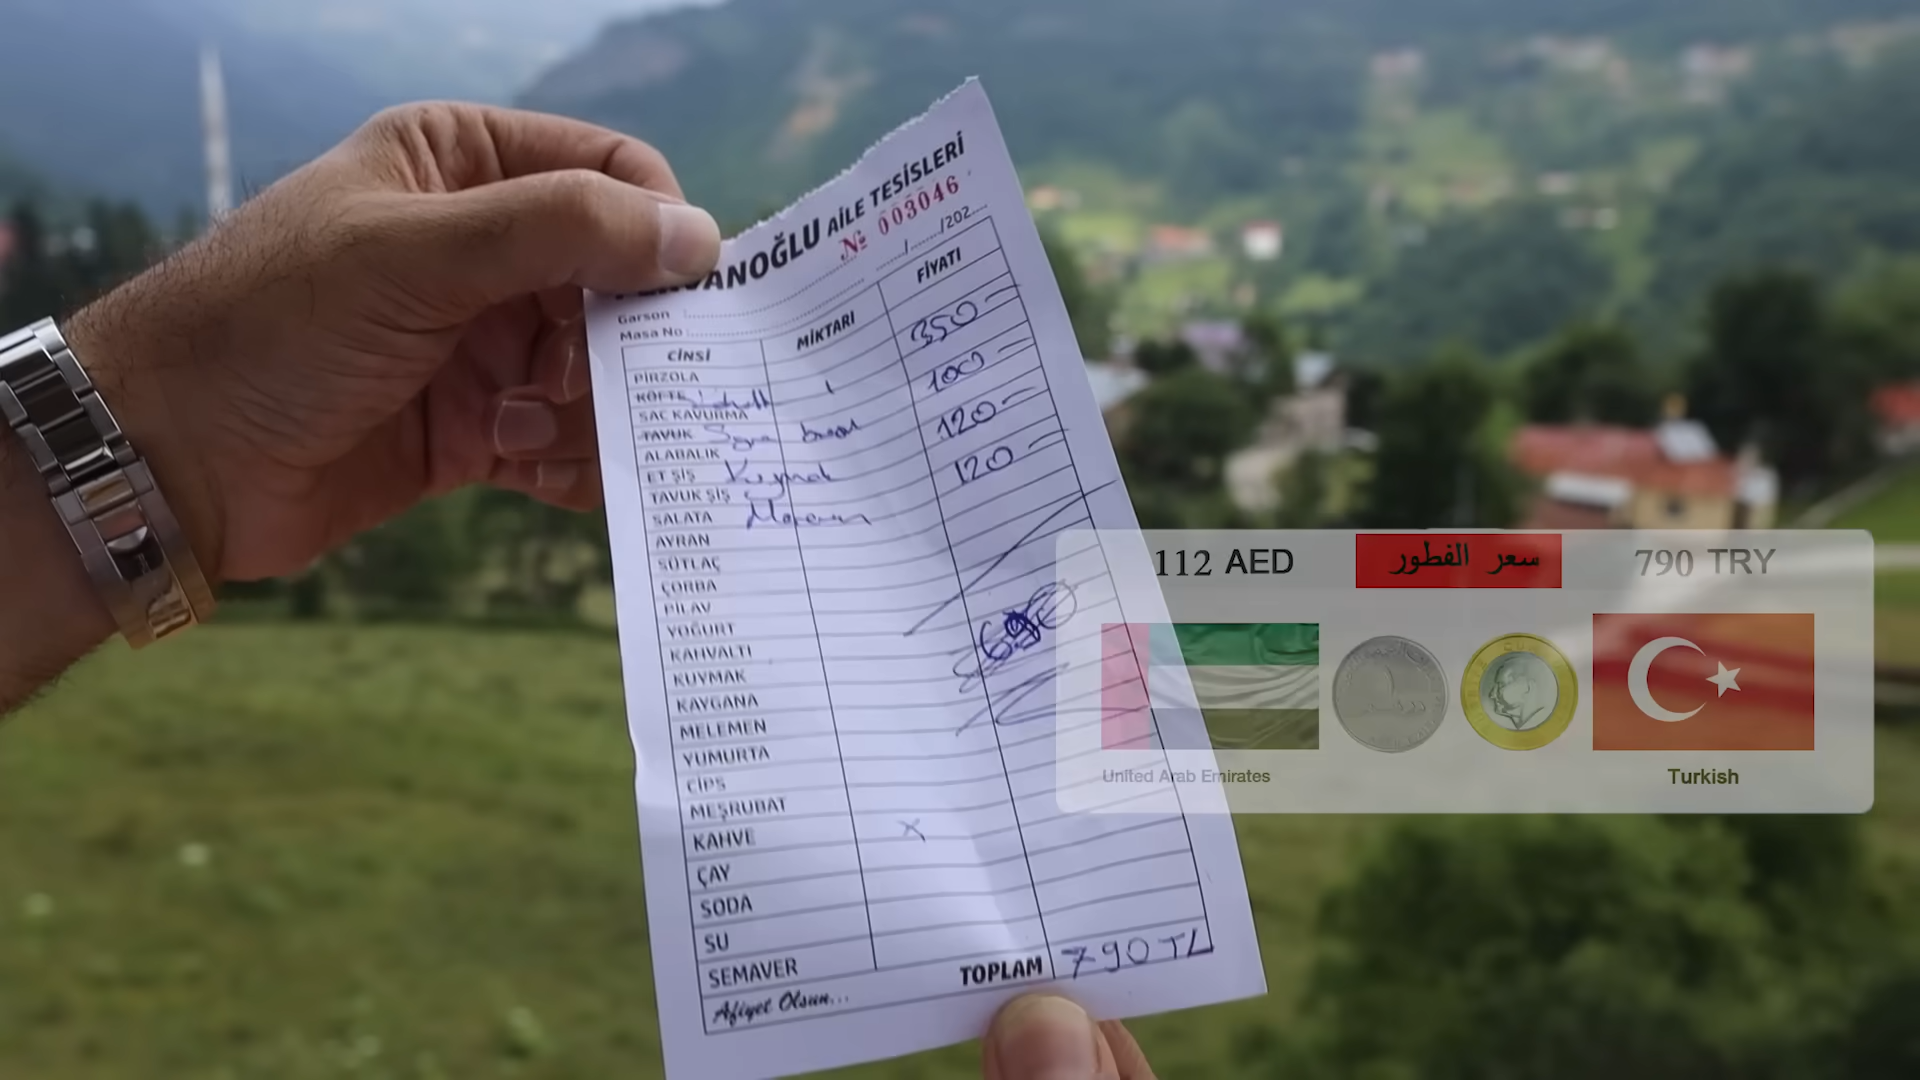 ANOĞLU AİLE TESİSLERİ
№ 003046
Garson
Masa No
/ /202
CİNSİ MİKTARI FİYATI
PİRZOLA 350
KÖFTE 1 100
SAC KAVURMA
TAVUK 120
ALABALIK
ET ŞİŞ Kuymak 120
TAVUK ŞİŞ
SALATA
AYRAN
SÜTLAÇ
ÇORBA
PİLAV
YOĞURT
KAHVALTI
KUYMAK
KAYGANA
MELEMEN
YUMURTA
CİPS
MEŞRUBAT
KAHVE x
ÇAY
SODA
SU
SEMAVER
Afiyet Olsun... TOPLAM 790 TL
112 AED سعر الفطور 790 TRY
United Arab Emirates Turkish